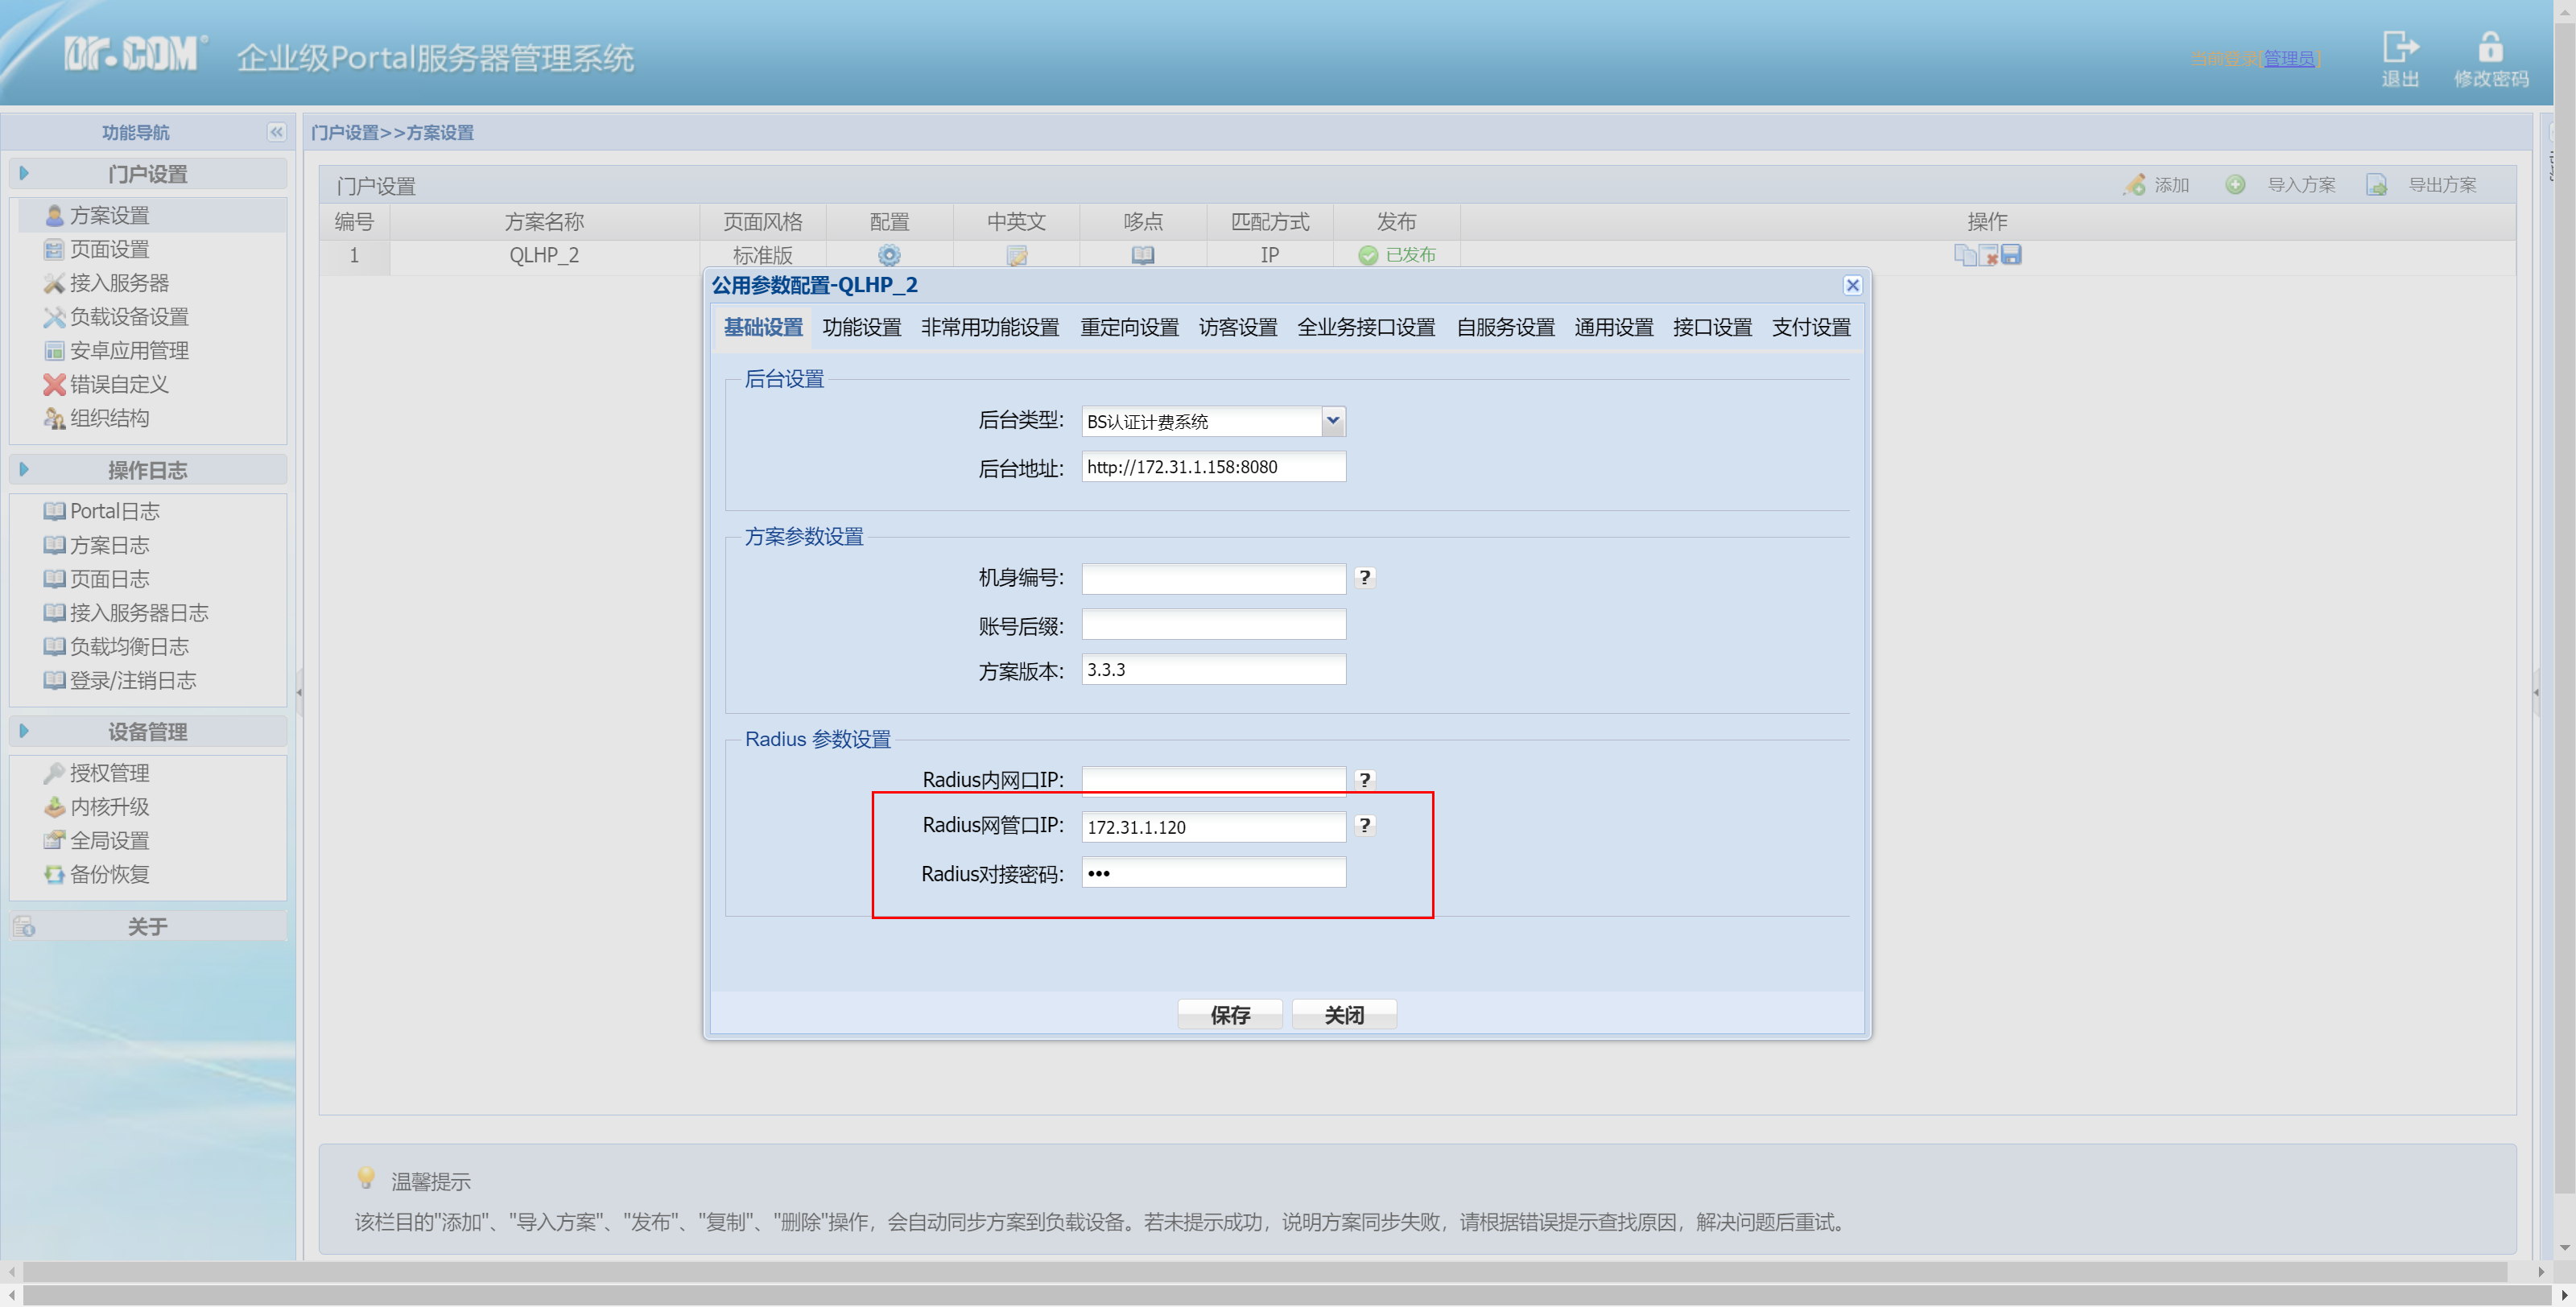 Dr.COM® 企业级Portal服务器管理系统
当前登录[管理员]
退出
修改密码
功能导航
门户设置
方案设置
页面设置
接入服务器
负载设备设置
安卓应用管理
错误自定义
组织结构
操作日志
Portal日志
方案日志
页面日志
接入服务器日志
负载均衡日志
登录/注销日志
设备管理
授权管理
内核升级
全局设置
备份恢复
关于
门户设置>>方案设置
门户设置
添加 导入方案 导出方案
编号 方案名称 页面风格 配置 中英文 哆点 匹配方式 发布 操作
1 QLHP_2 标准版 IP 已发布
公用参数配置-QLHP_2
基础设置 功能设置 非常用功能设置 重定向设置 访客设置 全业务接口设置 自服务设置 通用设置 接口设置 支付设置
后台设置
后台类型: BS认证计费系统
后台地址: http://172.31.1.158:8080
方案参数设置
机身编号: ?
账号后缀:
方案版本: 3.3.3
Radius 参数设置
Radius内网口IP: ?
Radius网管口IP: 172.31.1.120 ?
Radius对接密码: •••
保存 关闭
温馨提示
该栏目的"添加"、"导入方案"、"发布"、"复制"、"删除"操作，会自动同步方案到负载设备。若未提示成功，说明方案同步失败，请根据错误提示查找原因，解决问题后重试。